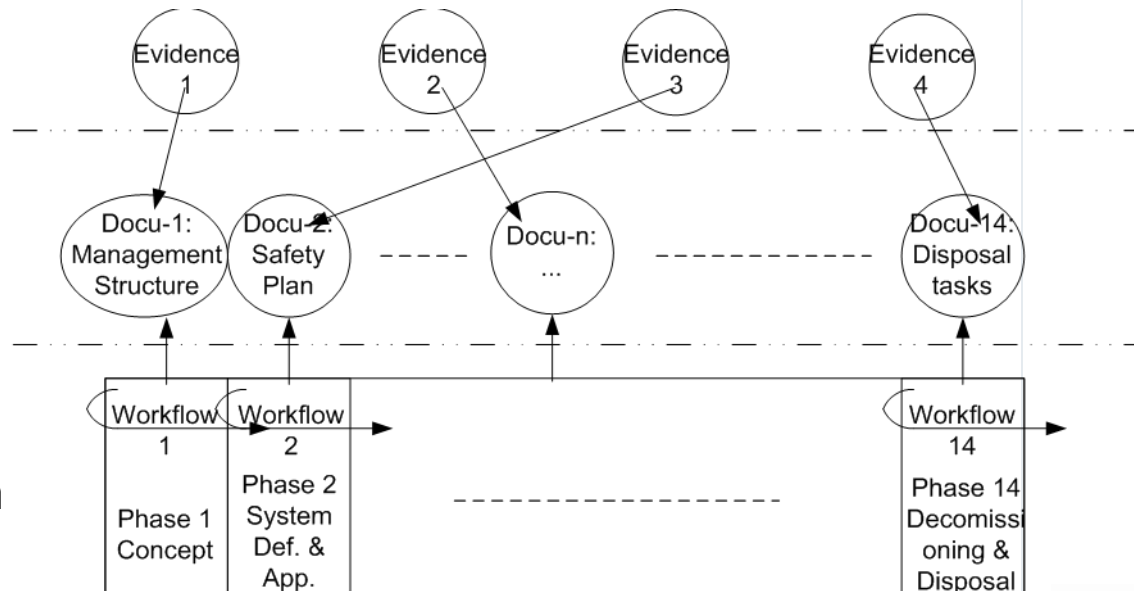 Evidence
1
Evidence
2
Evidence
3
Evidence
4
Docu-1:
Management
Structure
Docu-2:
Safety
Plan
Docu-n:
...
Docu-14:
Disposal
tasks
Workflow
1
Phase 1
Concept
Workflow
2
Phase 2
System
Def. &
App.
Workflow
14
Phase 14
Decomissi
oning &
Disposal